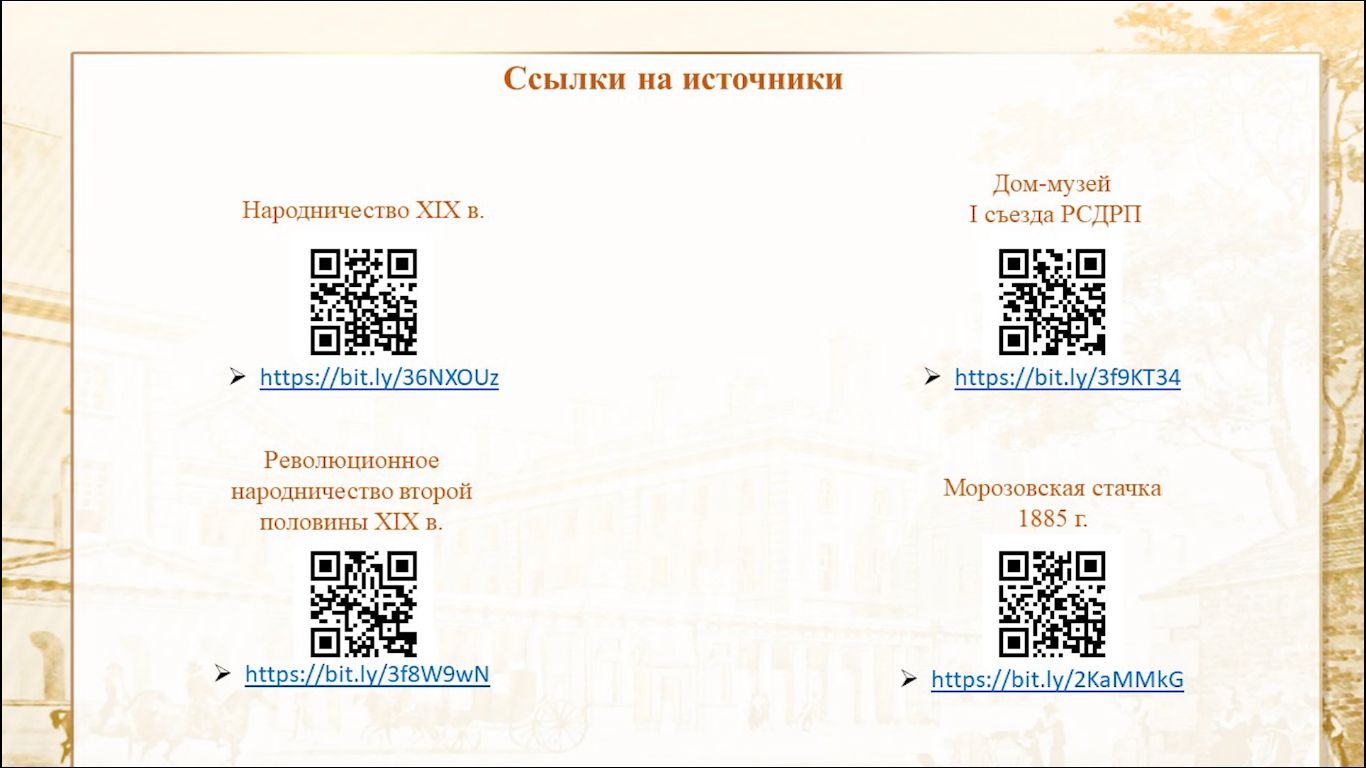 Ссылки на источники
Народничество XIX в.
https://bit.ly/36NXOUz
Дом-музей
I съезда РСДРП
https://bit.ly/3f9KT34
Революционное
народничество второй
половины XIX в.
https://bit.ly/3f8W9wN
Морозовская стачка
1885 г.
https://bit.ly/2KaMMkG